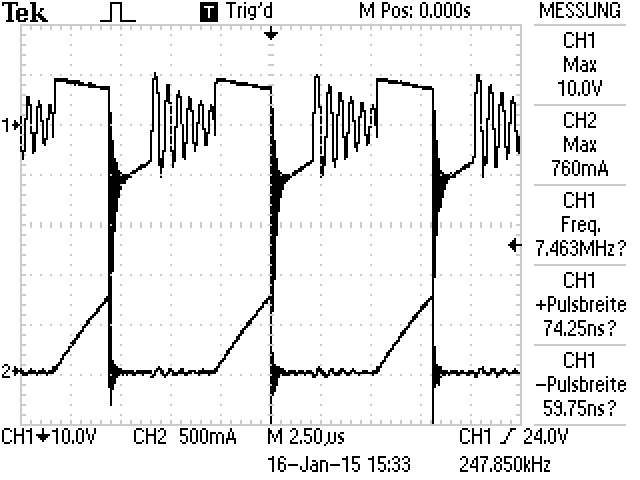 Tek T Trig'd M Pos: 0.000s MESSUNG
CH1
Max
10.0V
CH2
Max
760mA
CH1
Freq.
7.463MHz?
CH1
+Pulsbreite
74.25ns?
CH1
−Pulsbreite
59.75ns?
1
2
CH1 10.0V CH2 500mA M 2.50µs CH1 24.0V
16-Jan-15 15:33 247.850kHz